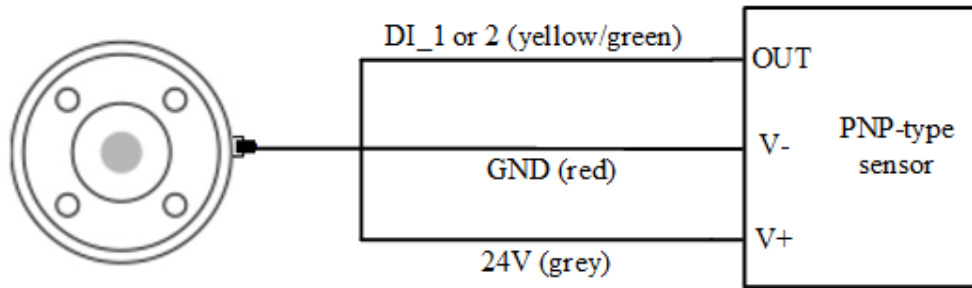 DI_1 or 2 (yellow/green)
OUT
PNP-type
sensor
V-
GND (red)
V+
24V (grey)